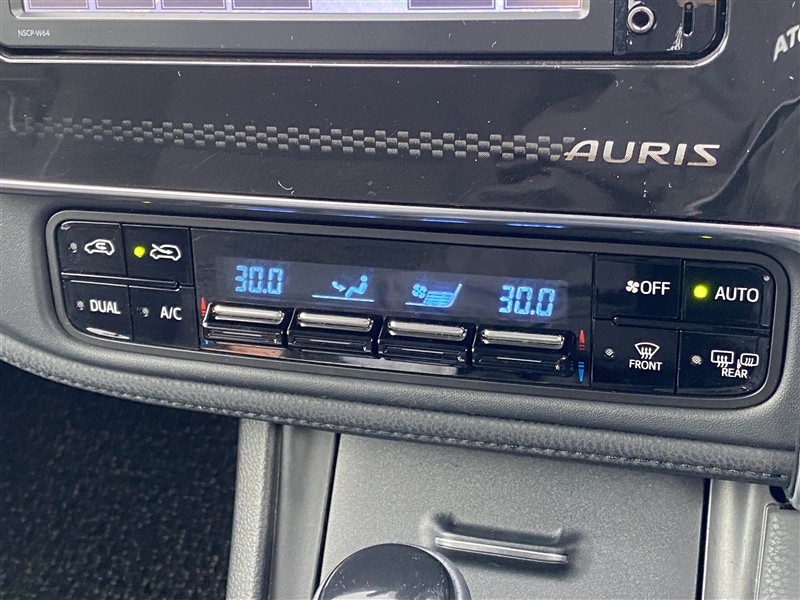 NSCP-W64
AURIS
30.0 30.0
OFF AUTO
DUAL A/C
FRONT REAR